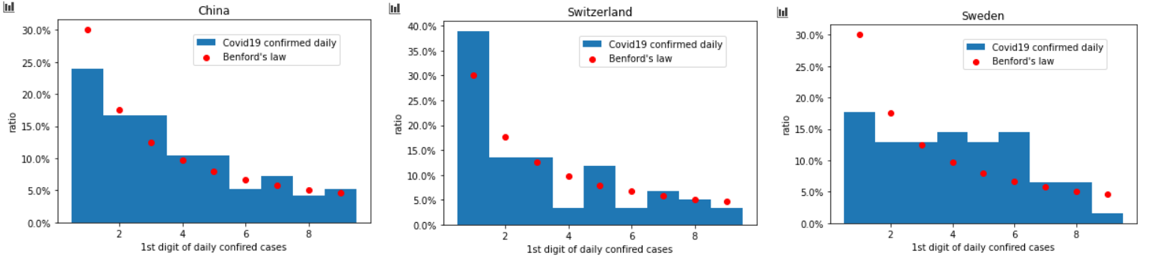 China
30.0%
25.0%
20.0%
15.0%
10.0%
5.0%
0.0%
ratio
Covid19 confirmed daily
Benford's law
2 4 6 8
1st digit of daily confired cases
Switzerland
40.0%
35.0%
30.0%
25.0%
20.0%
15.0%
10.0%
5.0%
0.0%
ratio
Covid19 confirmed daily
Benford's law
2 4 6 8
1st digit of daily confired cases
Sweden
30.0%
25.0%
20.0%
15.0%
10.0%
5.0%
0.0%
ratio
Covid19 confirmed daily
Benford's law
2 4 6 8
1st digit of daily confired cases